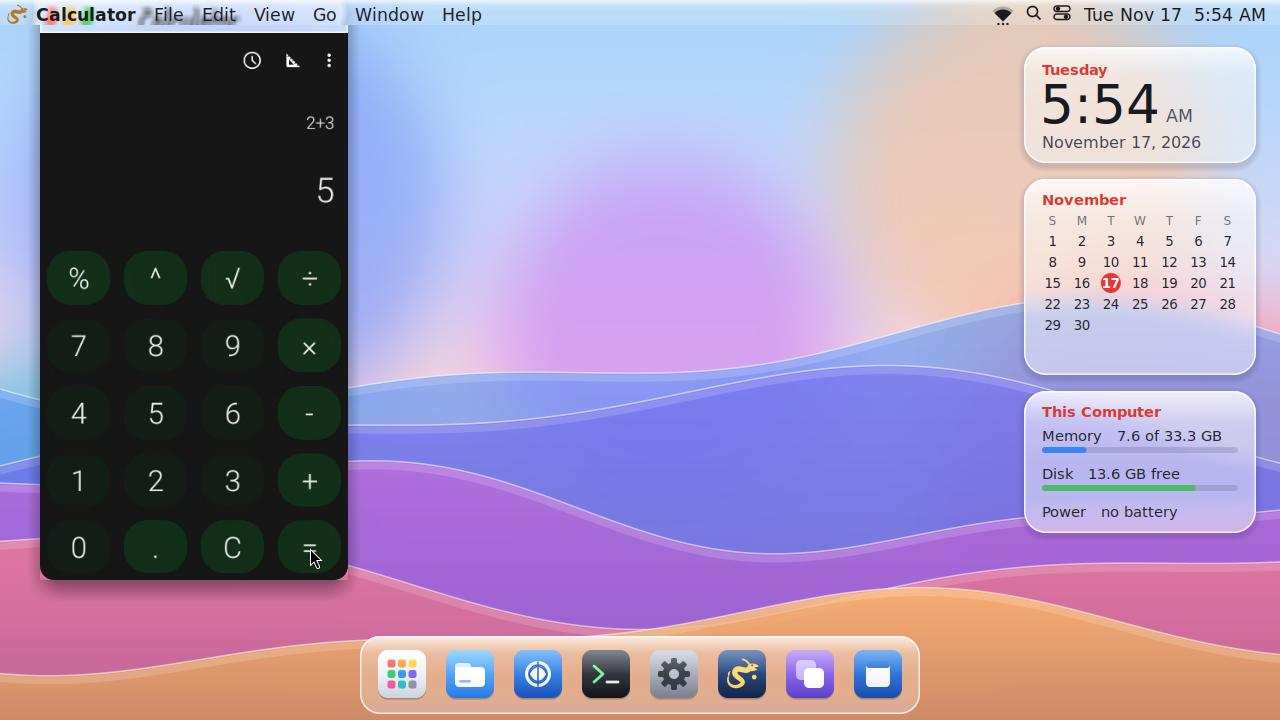 Calculator File Edit View Go Window Help
Tue Nov 17 5:54 AM
2+3
5
% ^ √ ÷
7 8 9 ×
4 5 6 -
1 2 3 +
0 . C =
Tuesday
5:54 AM
November 17, 2026
November
S M T W T F S
1 2 3 4 5 6 7
8 9 10 11 12 13 14
15 16 17 18 19 20 21
22 23 24 25 26 27 28
29 30
This Computer
Memory 7.6 of 33.3 GB
Disk 13.6 GB free
Power no battery